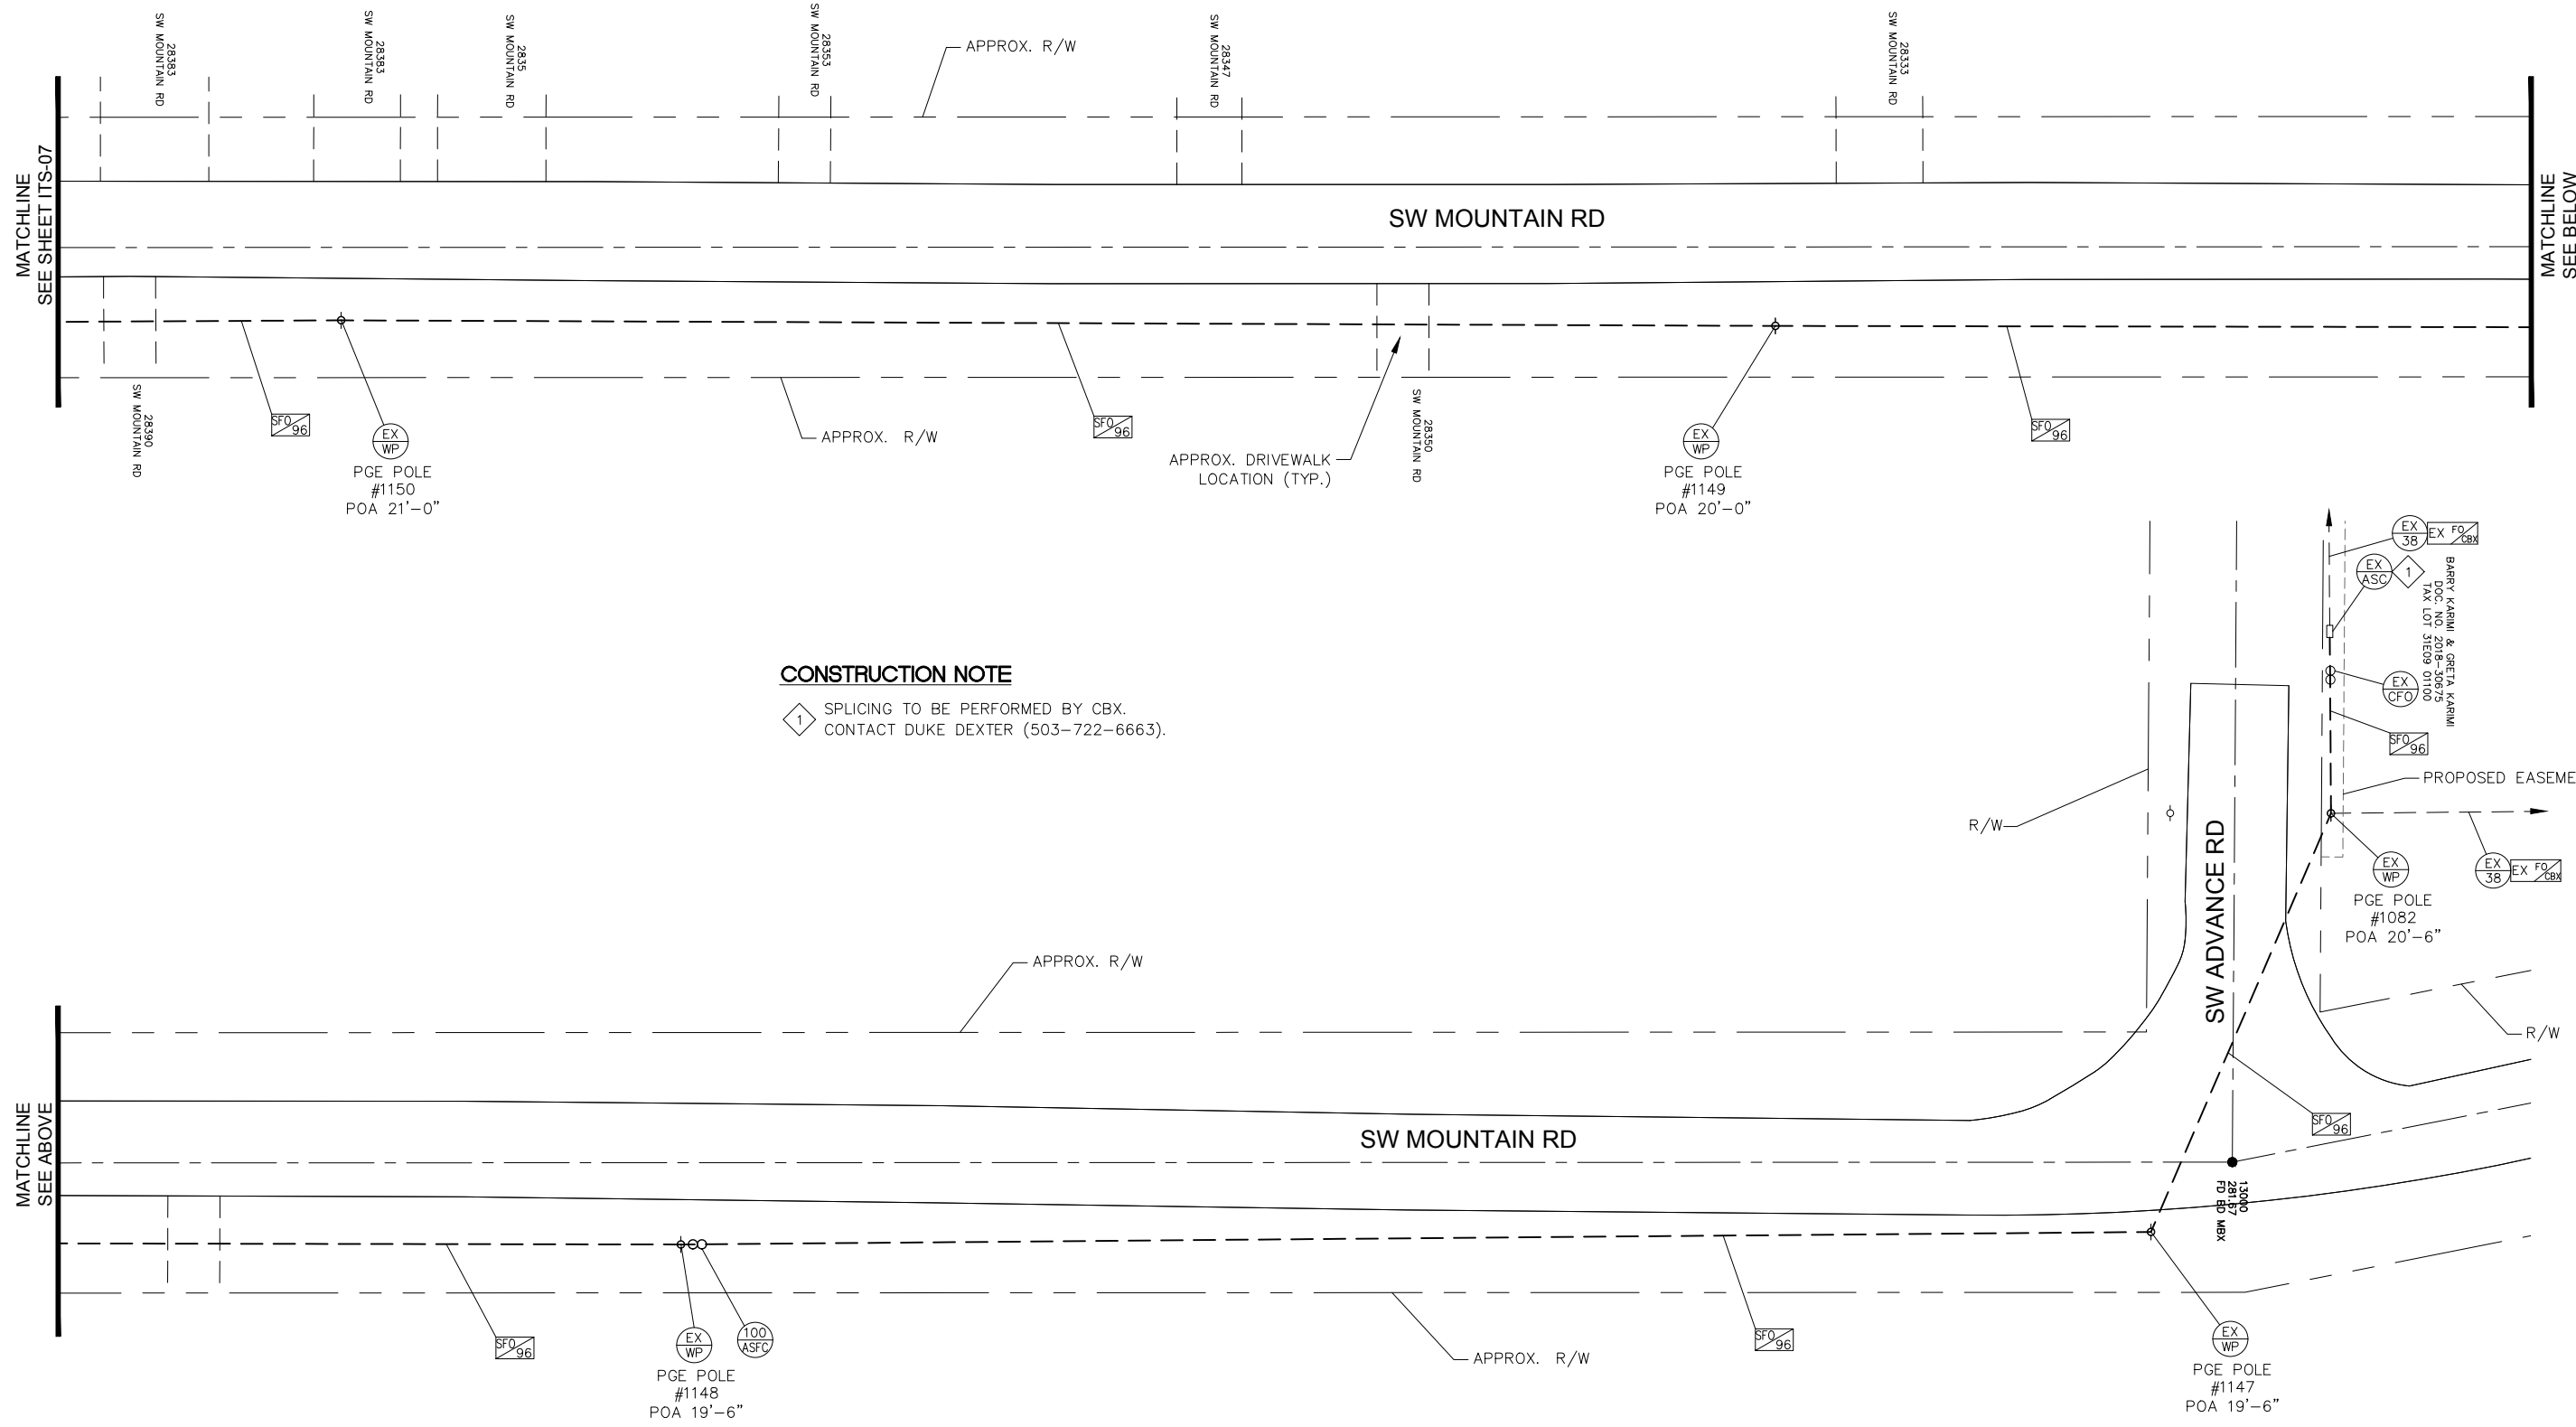 28383
SW MOUNTAIN RD
28383
SW MOUNTAIN RD
2835
SW MOUNTAIN RD
28353
SW MOUNTAIN RD
APPROX. R/W
28347
SW MOUNTAIN RD
28333
SW MOUNTAIN RD
MATCHLINE
SEE SHEET ITS-07
SW MOUNTAIN RD
MATCHLINE
SEE BELOW
28390
SW MOUNTAIN RD
SFO
96
EX
WP
PGE POLE
#1150
POA 21'-0"
APPROX. R/W
SFO
96
APPROX. DRIVEWALK
LOCATION (TYP.)
28350
SW MOUNTAIN RD
EX
WP
PGE POLE
#1149
POA 20'-0"
SFO
96
EX
38
EX FO
CBX
EX
ASC
1
BARRY KARIMI & GRETA KARIMI
DOC. NO. 2018-30675
TAX LOT 31E09 01100
EX
CFO
SFO
96
CONSTRUCTION NOTE
1 SPLICING TO BE PERFORMED BY CBX.
CONTACT DUKE DEXTER (503-722-6663).
PROPOSED EASEME
R/W
SW ADVANCE RD
EX
WP
PGE POLE
#1082
POA 20'-6"
EX
38
EX FO
CBX
APPROX. R/W
R/W
MATCHLINE
SEE ABOVE
SW MOUNTAIN RD
SFO
96
13000
281.67
FD BD MBX
SFO
96
EX
WP
PGE POLE
#1148
POA 19'-6"
100
ASFC
APPROX. R/W
SFO
96
EX
WP
PGE POLE
#1147
POA 19'-6"